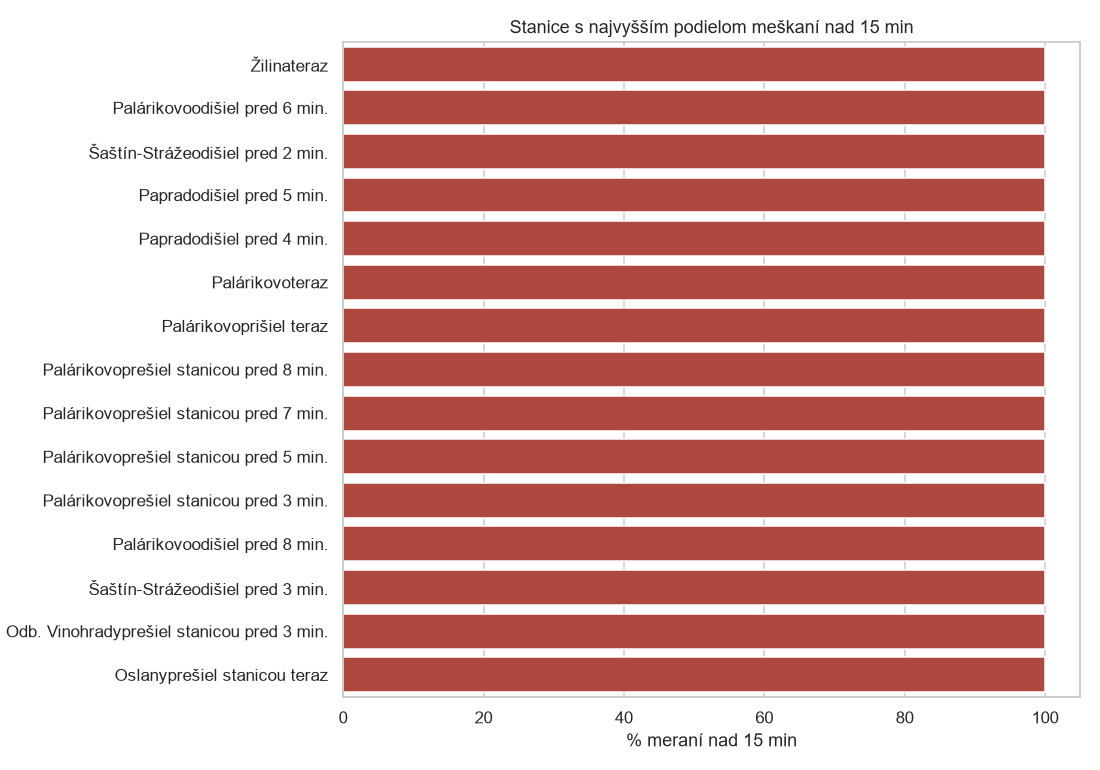 Stanice s najvyšším podielom meškaní nad 15 min
Žilinateraz
Palárikovoodišiel pred 6 min.
Šaštín-Strážeodišiel pred 2 min.
Papradodišiel pred 5 min.
Papradodišiel pred 4 min.
Palárikovoteraz
Palárikovoprišiel teraz
Palárikovoprešiel stanicou pred 8 min.
Palárikovoprešiel stanicou pred 7 min.
Palárikovoprešiel stanicou pred 5 min.
Palárikovoprešiel stanicou pred 3 min.
Palárikovoodišiel pred 8 min.
Šaštín-Strážeodišiel pred 3 min.
Odb. Vinohradyprešiel stanicou pred 3 min.
Oslanyprešiel stanicou teraz
0 20 40 60 80 100
% meraní nad 15 min